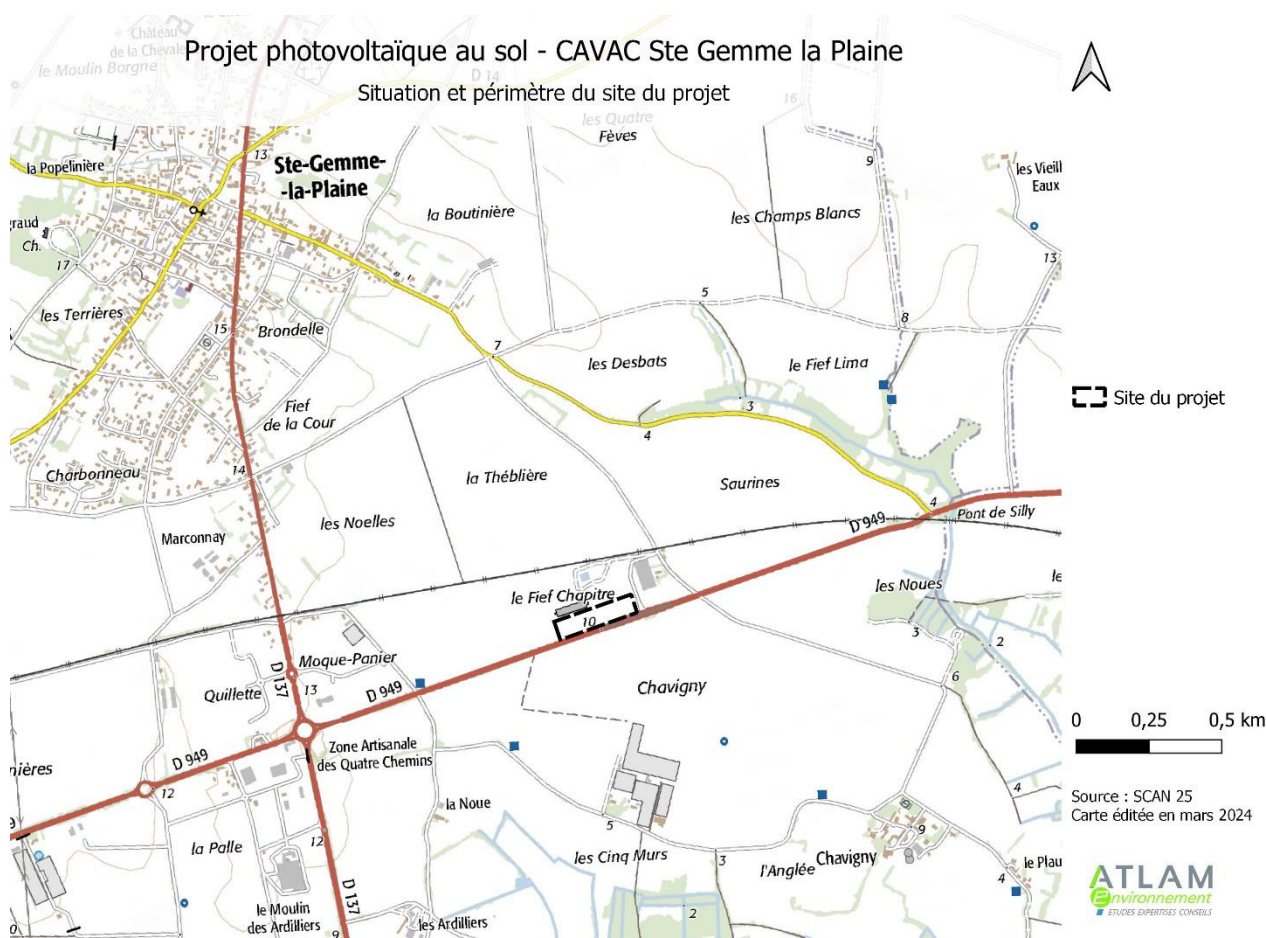 Château
de la Cheval
Projet photovoltaïque au sol - CAVAC Ste Gemme la Plaine
le Moulin Borgne
D 14
Situation et périmètre du site du projet
16
les Quatre
Fèves
13
9
la Popelinière
Ste-Gemme-
-la-Plaine
les Vieill
Eaux
la Boutinière
les Champs Blancs
graud
Ch.
17
13
5
les Terrières
15
Brondelle
8
7
les Desbats
le Fief Lima
Site du projet
3
Fief
de la Cour
4
Charbonneau
14
la Théblière
Saurines
les Noelles
4
Pont de Silly
D 949
Marconnay
les Noues
le
le Fief Chapitre
10
3
2
Moque-Panier
6
D 137
13
Quillette
D 949
Chavigny
0 0,25 0,5 km
D 949
Zone Artisanale
des Quatre Chemins
nières
12
Source : SCAN 25
Carte éditée en mars 2024
4
la Noue
9
5
12
la Palle
les Cinq Murs
3
l'Anglée
Chavigny
le Plau
4
D 137
2
le Moulin
des Ardilliers
les Ardilliers
9
0
ATLAM
Environnement
ETUDES EXPERTISES CONSEILS